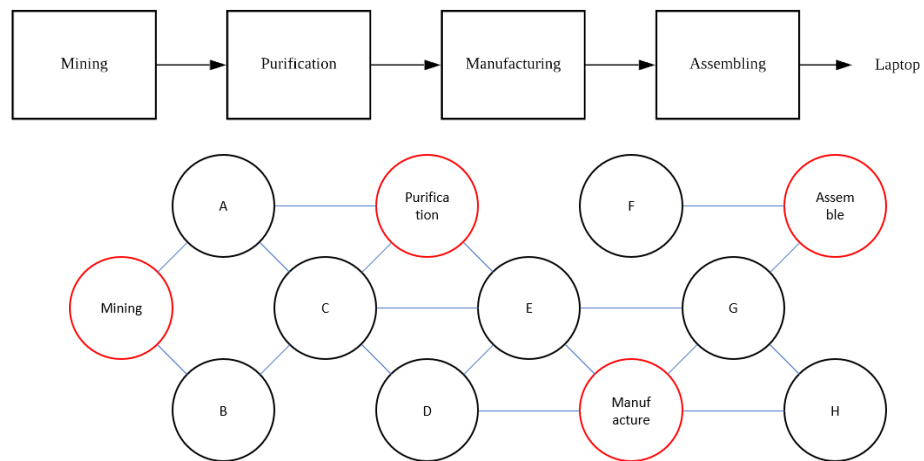 Mining
Purification
Manufacturing
Assembling
Laptop
A
Purifica
tion
F
Assem
ble
Mining
C
E
G
B
D
Manuf
acture
H